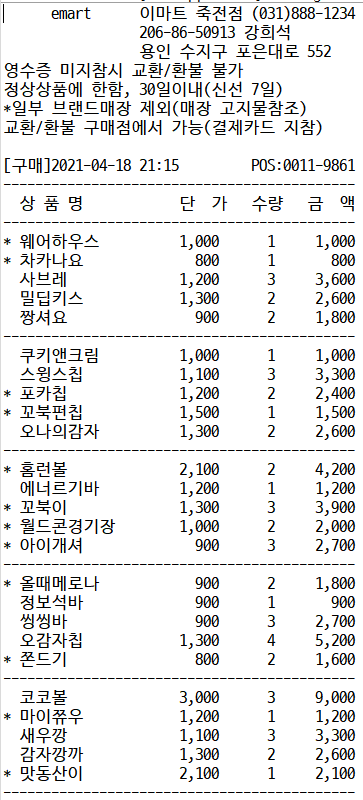 emart 이마트 죽전점 (031)888-1234
206-86-50913 강희석
용인 수지구 포은대로 552
영수증 미지참시 교환/환불 불가
정상상품에 한함, 30일이내(신선 7일)
*일부 브랜드매장 제외(매장 고지물참조)
교환/환불 구매점에서 가능(결제카드 지참)
[구매]2021-04-18 21:15 POS:0011-9861
----------------------------------------
상 품 명 단 가 수량 금 액
----------------------------------------
* 웨어하우스 1,000 1 1,000
* 차카나요 800 1 800
사브레 1,200 3 3,600
밀딥키스 1,300 2 2,600
짱셔요 900 2 1,800
----------------------------------------
쿠키앤크림 1,000 1 1,000
스윙스칩 1,100 3 3,300
* 포카칩 1,200 2 2,400
* 꼬북펀칩 1,500 1 1,500
오나의감자 1,300 2 2,600
----------------------------------------
* 홈런볼 2,100 2 4,200
에너르기바 1,200 1 1,200
* 꼬북이 1,300 3 3,900
* 월드콘경기장 1,000 2 2,000
* 아이개셔 900 3 2,700
----------------------------------------
* 올때메로나 900 2 1,800
정보석바 900 1 900
씽씽바 900 3 2,700
오감자칩 1,300 4 5,200
* 쫀드기 800 2 1,600
----------------------------------------
코코볼 3,000 3 9,000
* 마이쮸우 1,200 1 1,200
새우깡 1,100 3 3,300
감자깡까 1,300 2 2,600
* 맛동산이 2,100 1 2,100
----------------------------------------